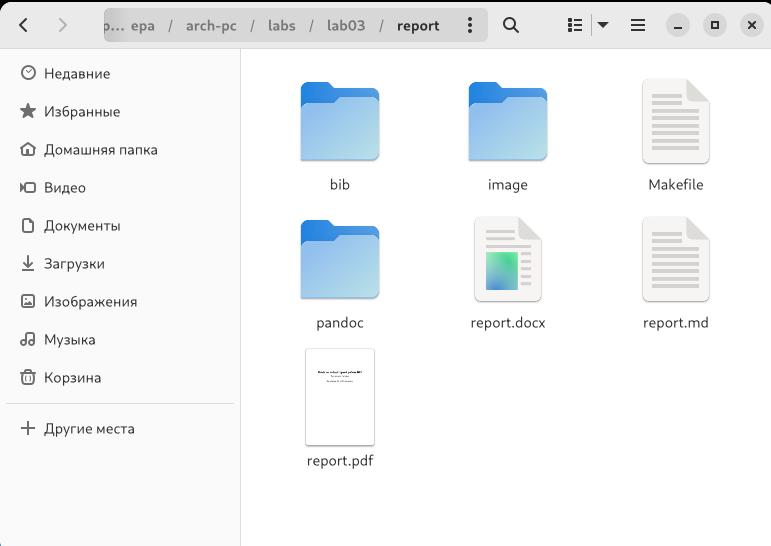 р… ера / arch-pc / labs / lab03 / report
Недавние
Избранные
Домашняя папка
Видео
Документы
Загрузки
Изображения
Музыка
Корзина
Другие места
bib
image
Makefile
pandoc
report.docx
report.md
report.pdf